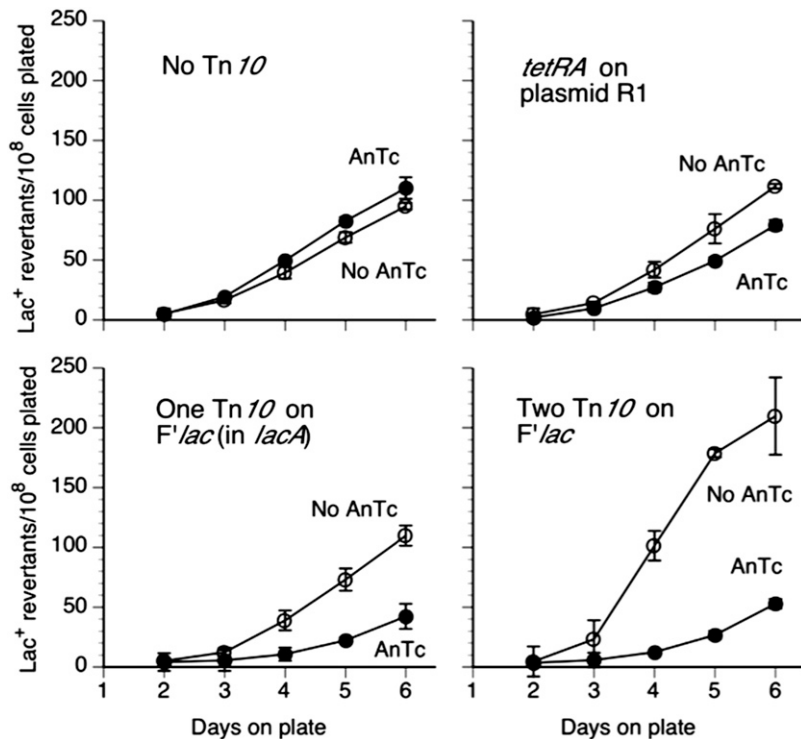 Lac⁺ revertants/10⁸ cells plated
250
200
150
100
50
0
No Tn10
AnTc
No AnTc
tetRA on
plasmid R1
No AnTc
AnTc
Lac⁺ revertants/10⁸ cells plated
250
200
150
100
50
0
One Tn10 on
F'lac (in lacA)
No AnTc
AnTc
1 2 3 4 5 6
Days on plate
Two Tn10 on
F'lac
No AnTc
AnTc
1 2 3 4 5 6
Days on plate